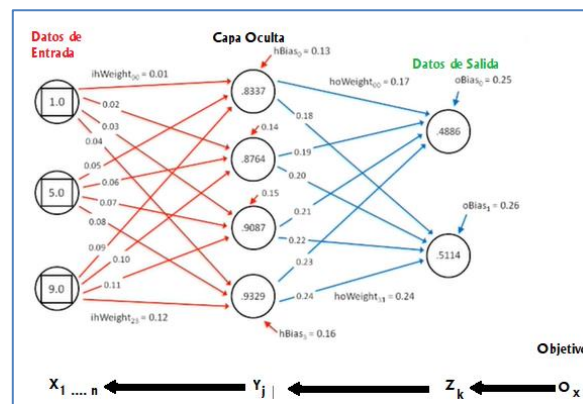 Datos de
Entrada
Capa Oculta
hBias0 = 0.13
Datos de Salida
ihWeight00 = 0.01
hoWeight00 = 0.17
oBias0 = 0.25
1.0
0.02
0.03
0.04
.8337
0.18
.4886
0.14
0.19
0.20
0.05
0.06
0.07
0.08
5.0
.8764
0.15
0.21
0.22
.9087
oBias1 = 0.26
.5114
0.09
0.10
0.11
9.0
0.23
0.24
.9329
hoWeight31 = 0.24
ihWeight23 = 0.12
hBias3 = 0.16
Objetivo
X1 .... n
Yj |
Zk
Ox